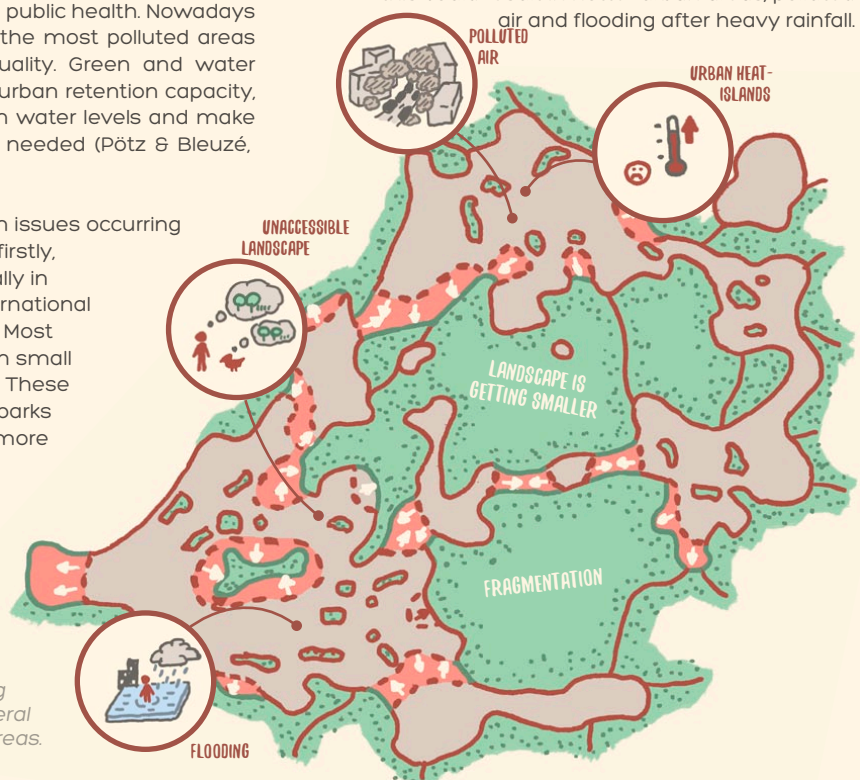 public health. Nowadays
the most polluted areas
uality. Green and water
urban retention capacity,
water levels and make
needed (Pötz & Bleuzé,
air and flooding after heavy rainfall.
POLLUTED
AIR
URBAN HEAT-
ISLANDS
issues occurring
firstly,
ally in
ernational
Most
small
These
parks
more
UNACCESSIBLE
LANDSCAPE
LANDSCAPE IS
GETTING SMALLER
FRAGMENTATION
FLOODING
g
eral
reas.